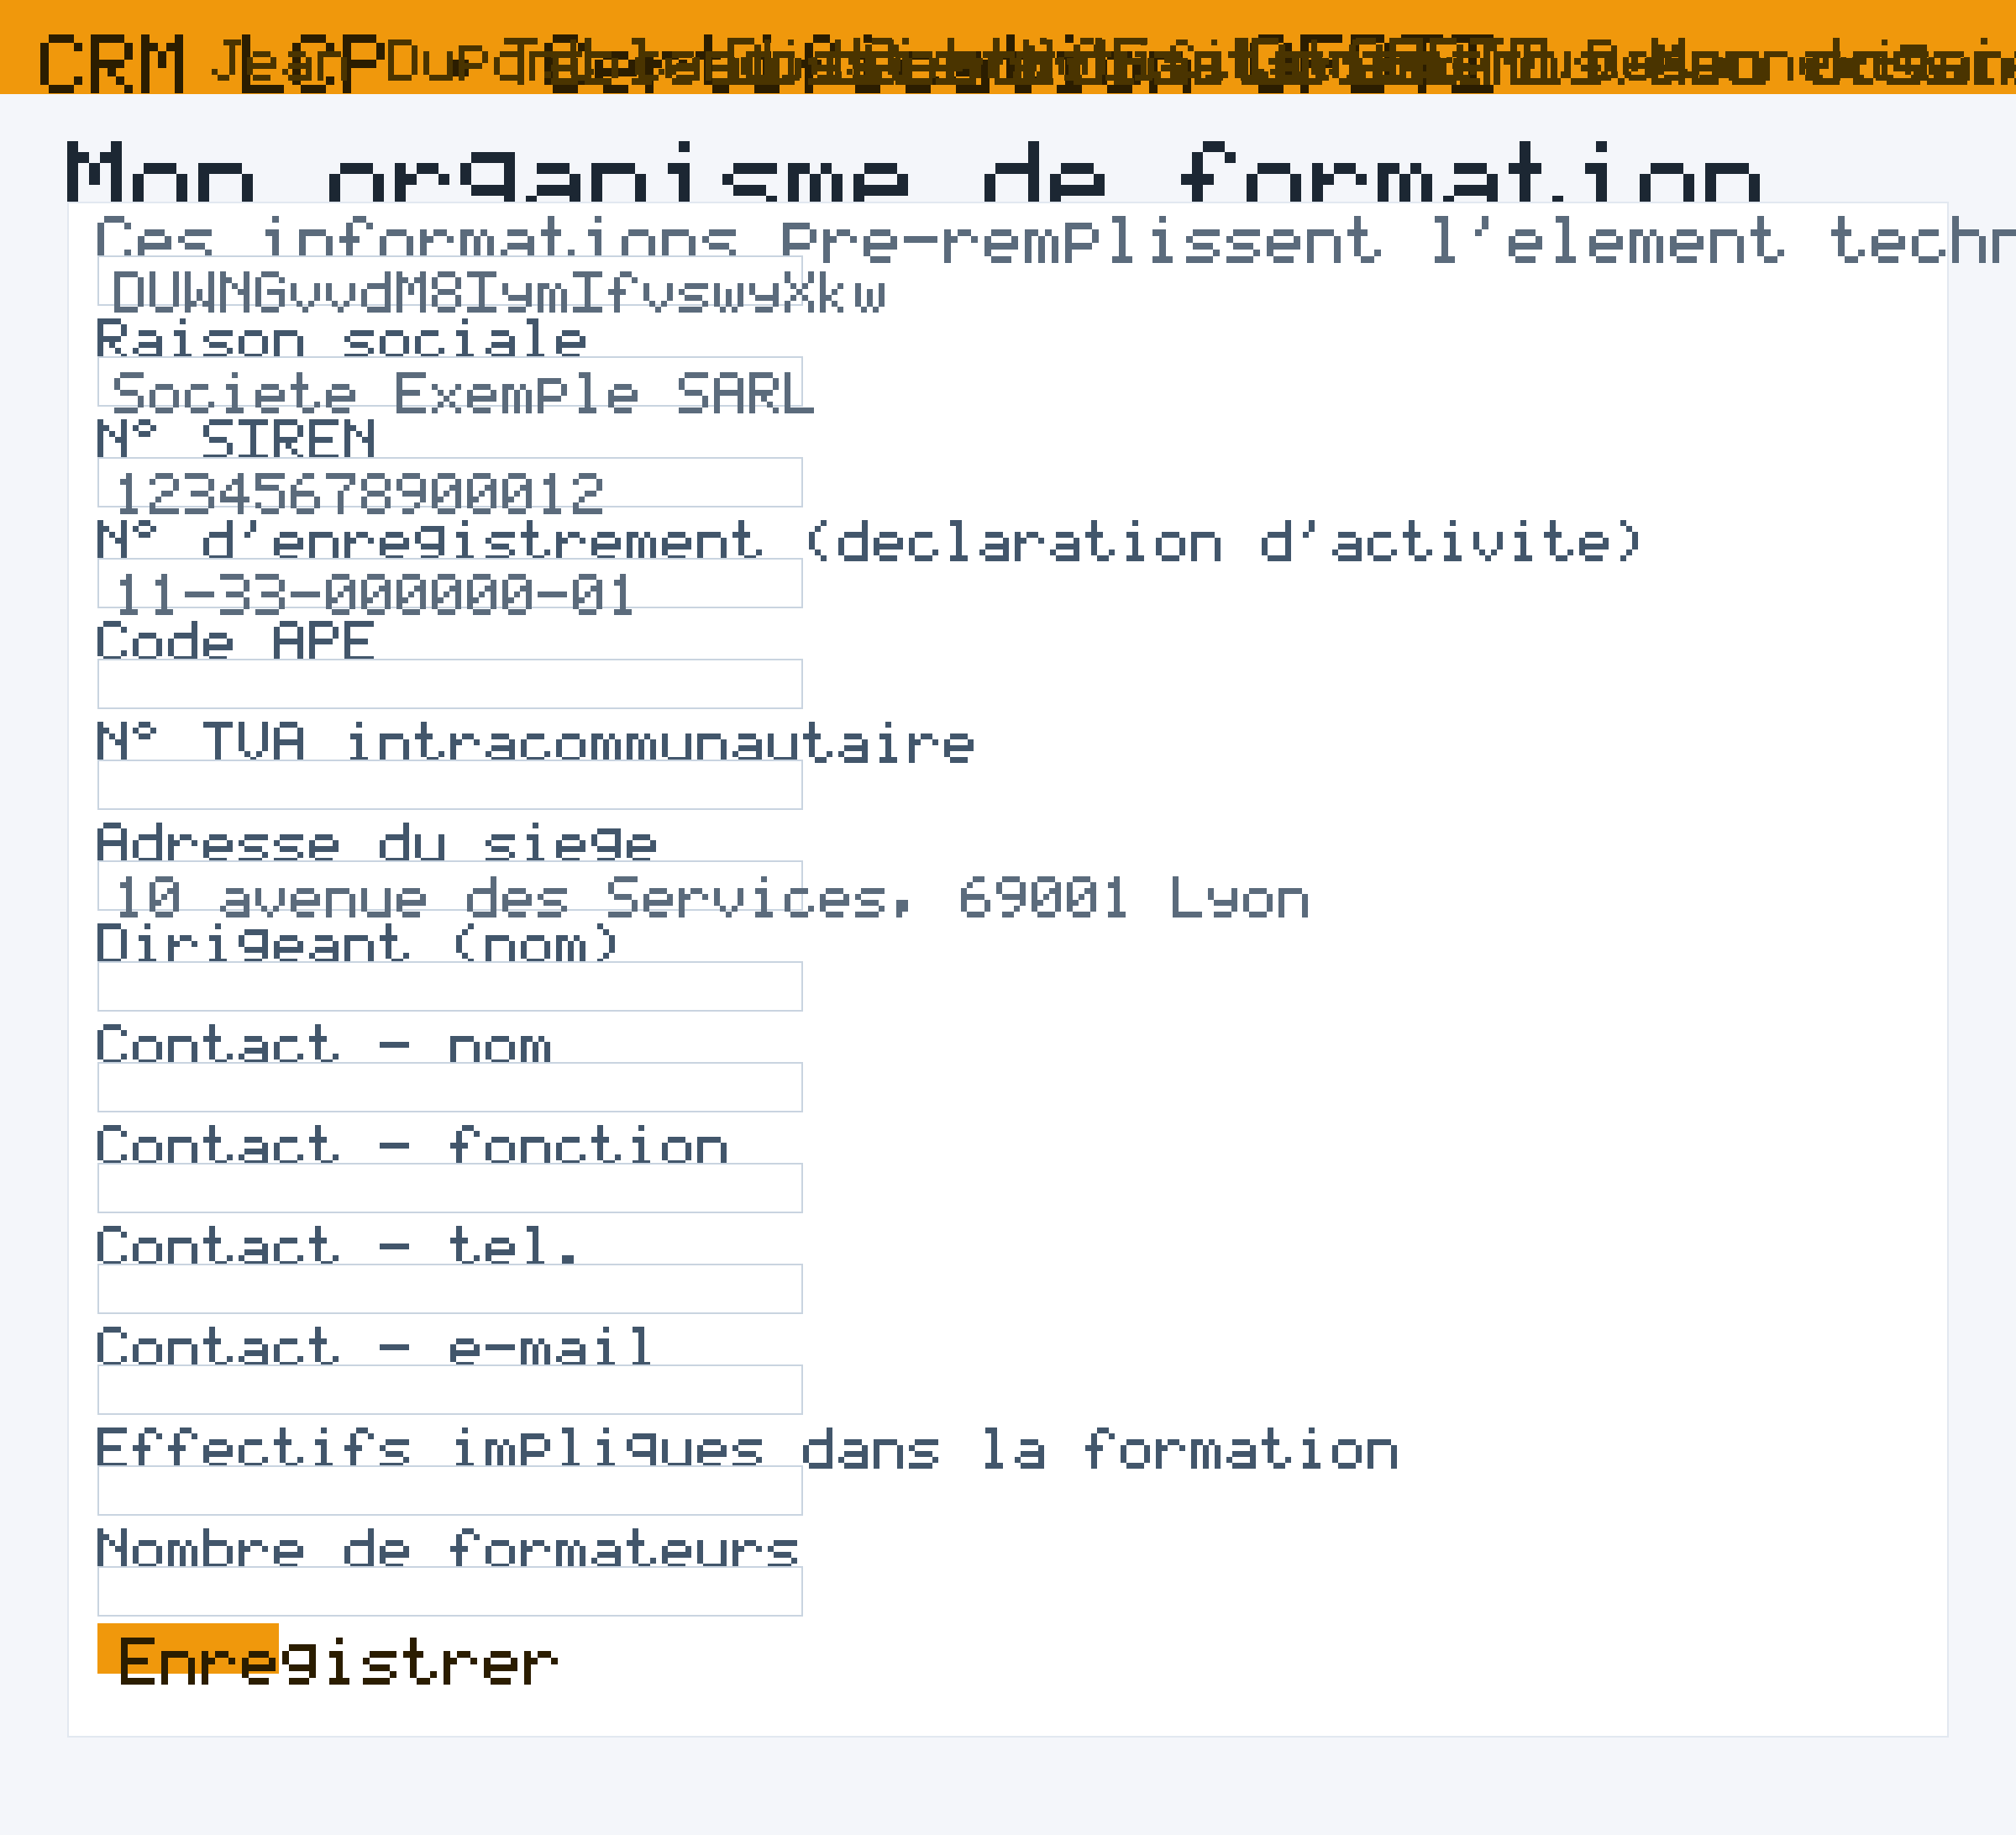 CRM LCP - Certification
Jean
Mon organisme de formation
Ces informations pre-remplissent l'element
DUWNGvvdM8IymIfvswyXkw
Raison sociale
Societe Exemple SARL
N° SIREN
12345678900012
N° d'enregistrement (declaration d'activite)
11-33-000000-01
Code APE
N° TVA intracommunautaire
Adresse du siege
10 avenue des Services, 69001 Lyon
Dirigeant (nom)
Contact - nom
Contact - fonction
Contact - tel.
Contact - e-mail
Effectifs impliques dans la formation
Nombre de formateurs
Enregistrer